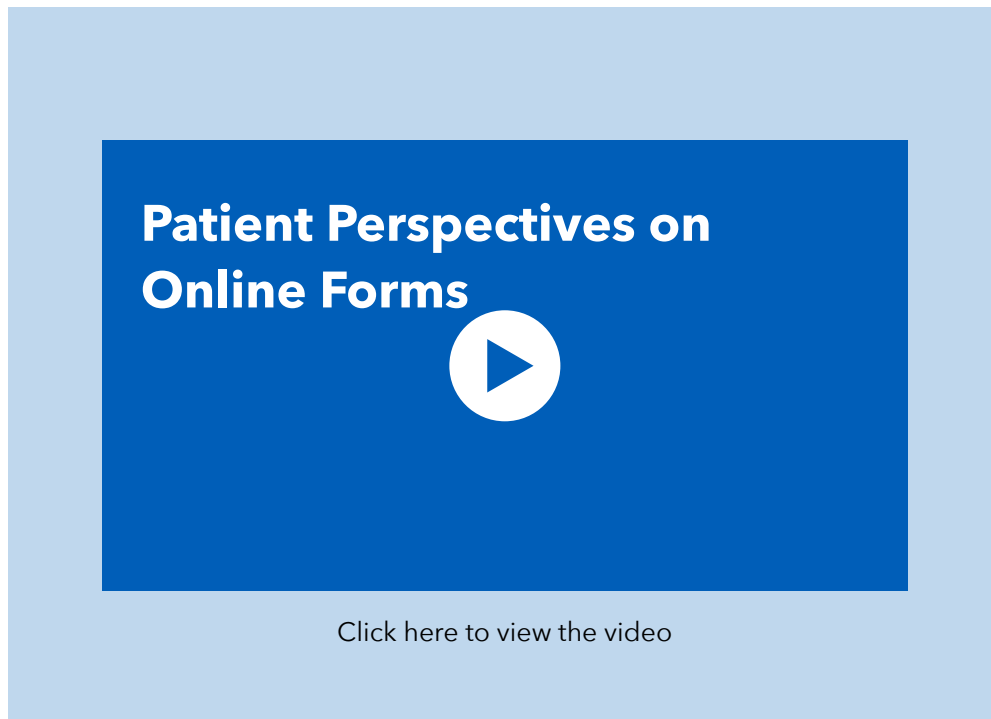 Patient Perspectives on
Online Forms
Click here to view the video